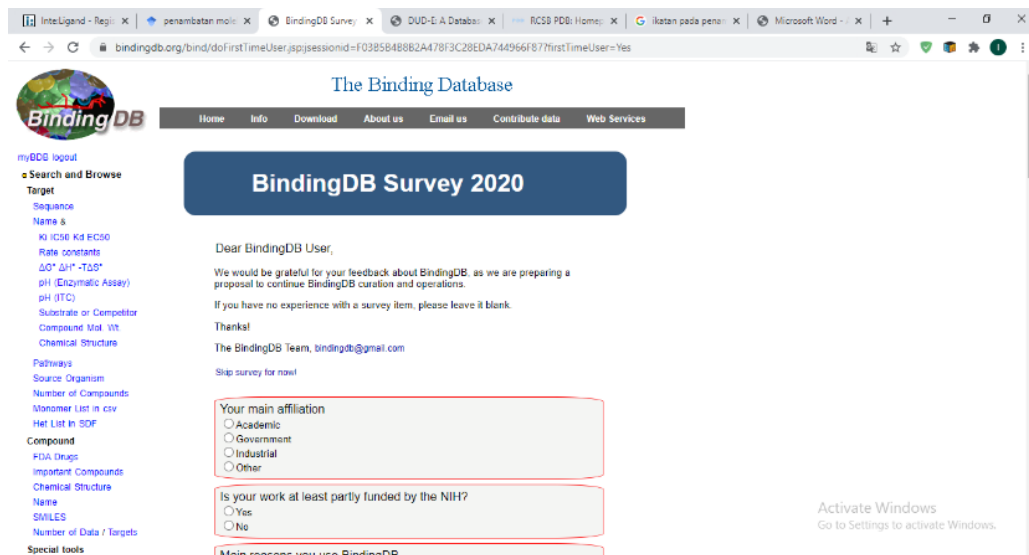 Inte:Ligand - Regis
penambatan mole
BindingDB Survey
DUD-E: A Databas
RCSB PDB: Homep
ikatan pada penam
Microsoft Word - A
bindingdb.org/bind/doFirstTimeUser.jsp;jsessionid=F03B5B4B8B2A478F3C28EDA744966F87?firstTimeUser=Yes
The Binding Database
Binding DB
Home Info Download About us Email us Contribute data Web Services
myBDB logout
Search and Browse
Target
Sequence
Name &
Ki IC50 Kd EC50
Rate constants
ΔG° ΔH° -TΔS°
pH (Enzymatic Assay)
pH (ITC)
Substrate or Competitor
Compound Mol. Wt.
Chemical Structure
Pathways
Source Organism
Number of Compounds
Monomer List in csv
Het List in SDF
Compound
FDA Drugs
Important Compounds
Chemical Structure
Name
SMILES
Number of Data / Targets
Special tools
BindingDB Survey 2020
Dear BindingDB User,
We would be grateful for your feedback about BindingDB, as we are preparing a
proposal to continue BindingDB curation and operations.
If you have no experience with a survey item, please leave it blank.
Thanks!
The BindingDB Team, bindingdb@gmail.com
Skip survey for now!
Your main affiliation
Academic
Government
Industrial
Other
Is your work at least partly funded by the NIH?
Yes
No
Main reasons you use BindingDB
Activate Windows
Go to Settings to activate Windows.